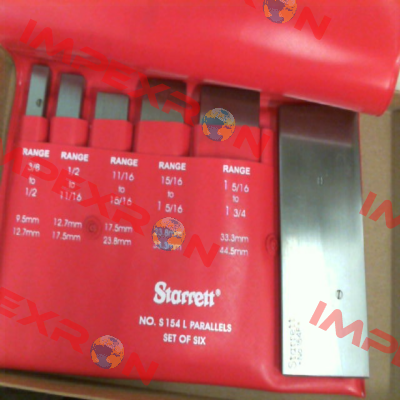 RANGE RANGE RANGE RANGE RANGE
3/8 1/2 11/16 15/16 1 5/16
to to to to to
1/2 11/16 15/16 1 5/16 1 3/4
9.5mm 12.7mm 17.5mm 33.3mm
12.7mm 17.5mm 23.8mm 44.5mm
Starrett
NO. S154 L PARALLELS
SET OF SIX
IMPEXRON